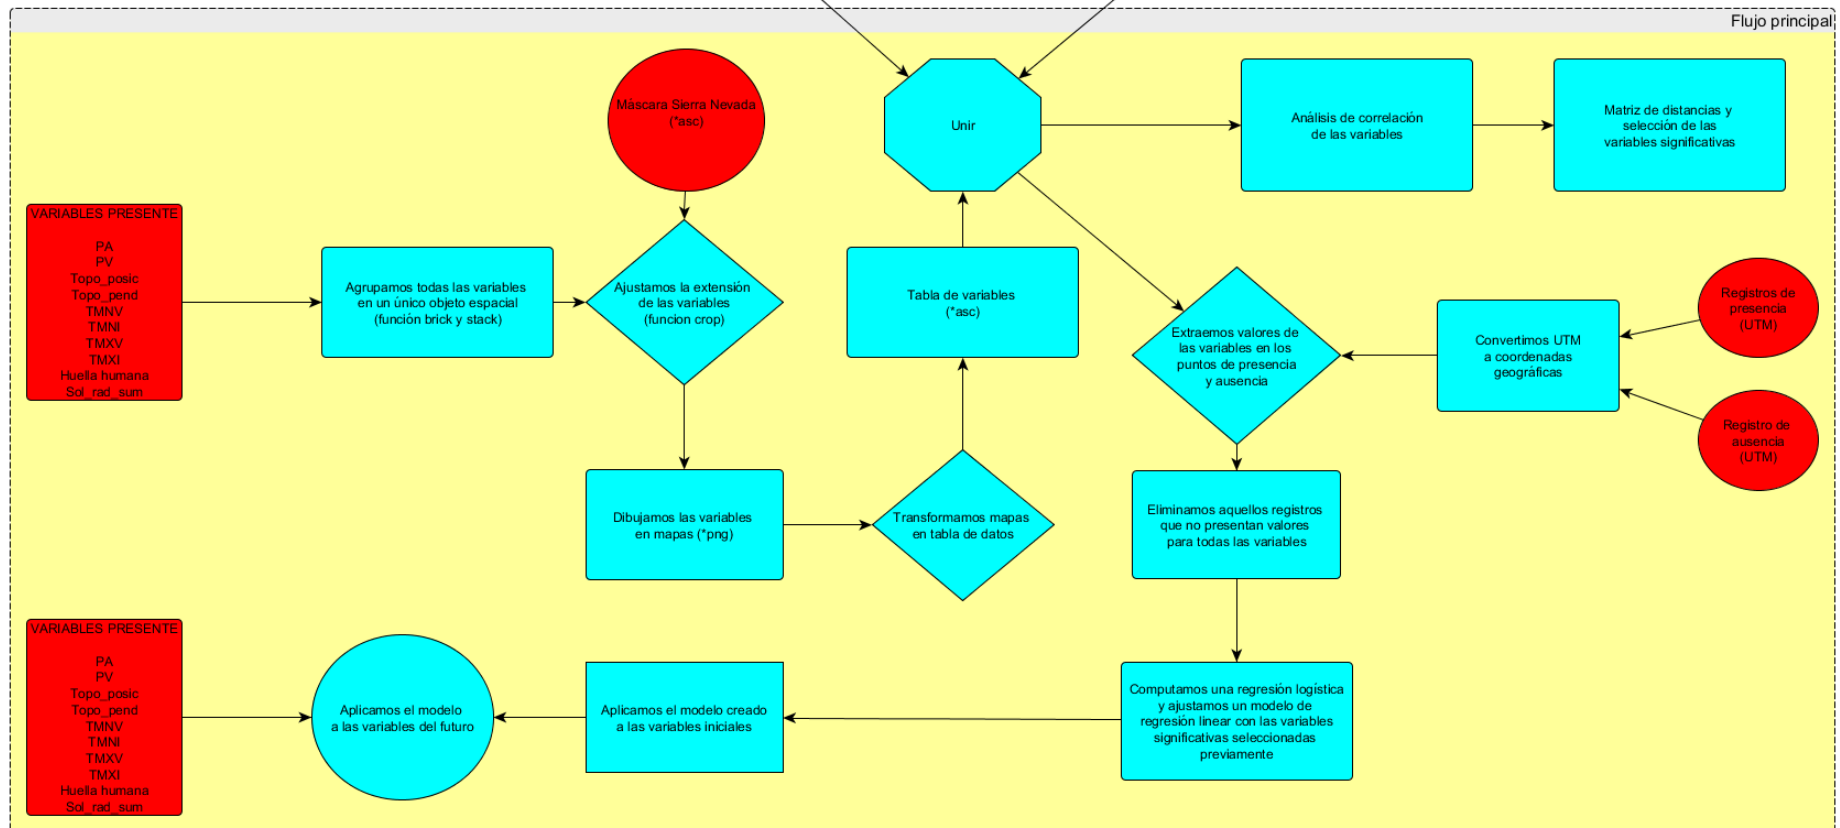 Flujo principal
Máscara Sierra Nevada
(*asc)
Unir
Análisis de correlación
de las variables
Matriz de distancias y
selección de las
variables significativas
VARIABLES PRESENTE
PA
PV
Topo_posic
Topo_pend
TMNV
TMNI
TMXV
TMXI
Huella humana
Sol_rad_sum
Agrupamos todas las variables
en un único objeto espacial
(función brick y stack)
Ajustamos la extensión
de las variables
(funcion crop)
Tabla de variables
(*asc)
Extraemos valores de
las variables en los
puntos de presencia
y ausencia
Convertimos UTM
a coordenadas
geográficas
Registros de
presencia
(UTM)
Registro de
ausencia
(UTM)
Dibujamos las variables
en mapas (*png)
Transformamos mapas
en tabla de datos
Eliminamos aquellos registros
que no presentan valores
para todas las variables
VARIABLES PRESENTE
PA
PV
Topo_posic
Topo_pend
TMNV
TMNI
TMXV
TMXI
Huella humana
Sol_rad_sum
Aplicamos el modelo
a las variables del futuro
Aplicamos el modelo creado
a las variables iniciales
Computamos una regresión logística
y ajustamos un modelo de
regresión linear con las variables
significativas seleccionadas
previamente